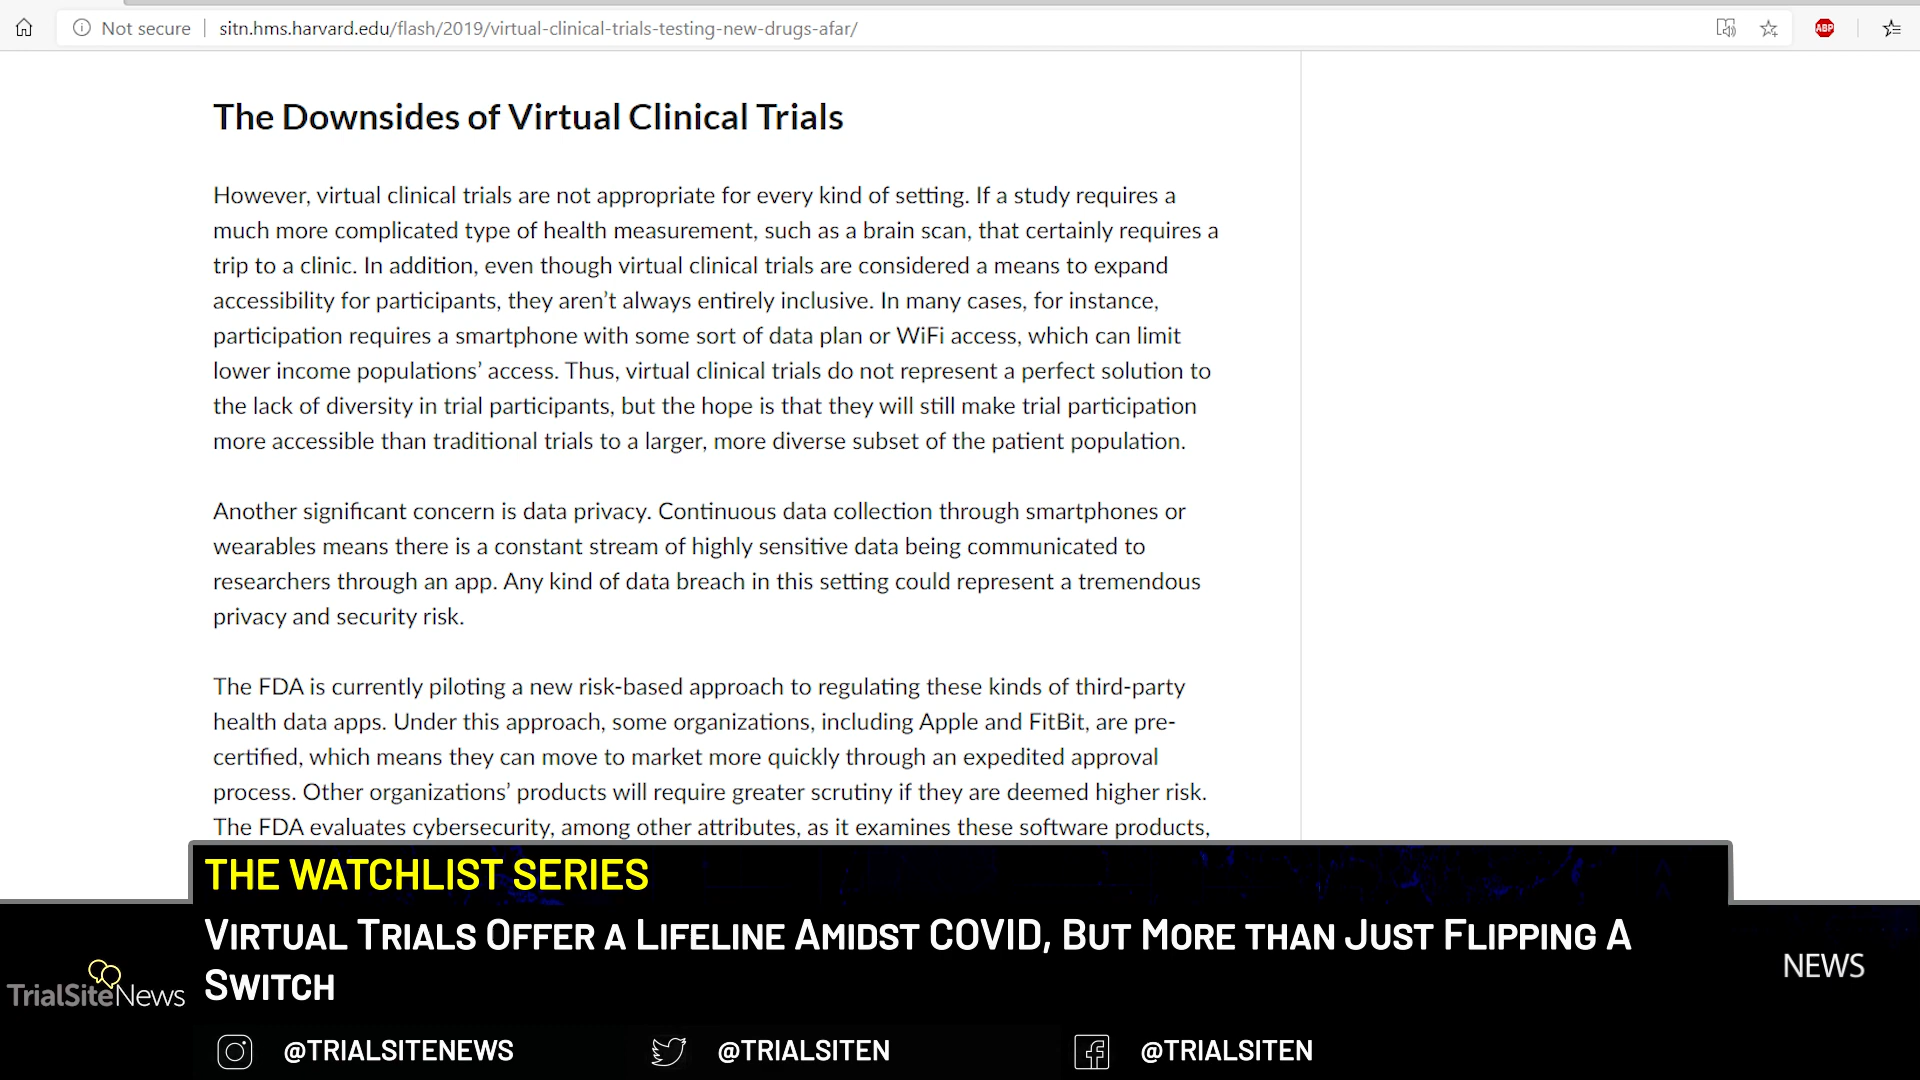 Not secure
sitn.hms.harvard.edu/flash/2019/virtual-clinical-trials-testing-new-drugs-afar/
ABP
The Downsides of Virtual Clinical Trials
However, virtual clinical trials are not appropriate for every kind of setting. If a study requires a
much more complicated type of health measurement, such as a brain scan, that certainly requires a
trip to a clinic. In addition, even though virtual clinical trials are considered a means to expand
accessibility for participants, they aren’t always entirely inclusive. In many cases, for instance,
participation requires a smartphone with some sort of data plan or WiFi access, which can limit
lower income populations’ access. Thus, virtual clinical trials do not represent a perfect solution to
the lack of diversity in trial participants, but the hope is that they will still make trial participation
more accessible than traditional trials to a larger, more diverse subset of the patient population.
Another significant concern is data privacy. Continuous data collection through smartphones or
wearables means there is a constant stream of highly sensitive data being communicated to
researchers through an app. Any kind of data breach in this setting could represent a tremendous
privacy and security risk.
The FDA is currently piloting a new risk-based approach to regulating these kinds of third-party
health data apps. Under this approach, some organizations, including Apple and FitBit, are pre-
certified, which means they can move to market more quickly through an expedited approval
process. Other organizations’ products will require greater scrutiny if they are deemed higher risk.
The FDA evaluates cybersecurity, among other attributes, as it examines these software products,
THE WATCHLIST SERIES
VIRTUAL TRIALS OFFER A LIFELINE AMIDST COVID, BUT MORE THAN JUST FLIPPING A
SWITCH
TrialSiteNews
NEWS
@TRIALSITENEWS
@TRIALSITEN
@TRIALSITEN